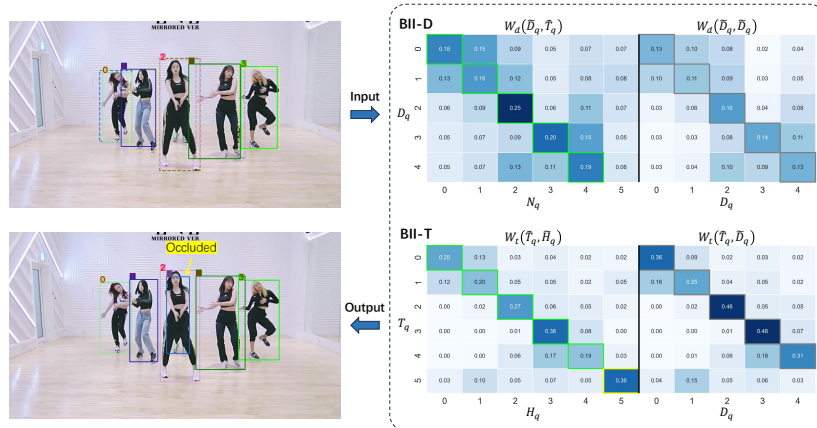 MIRRORED VER
0
2
3
Input
BII-D
W_d(D̄_q, T̄_q)
W_d(D̄_q, D̄_q)
0 0.18 0.15 0.09 0.05 0.07 0.07 0.13 0.10 0.08 0.02 0.04
1 0.13 0.16 0.12 0.05 0.08 0.08 0.10 0.11 0.09 0.03 0.05
D_q
2 0.06 0.09 0.25 0.06 0.11 0.07 0.03 0.06 0.16 0.04 0.08
3 0.05 0.07 0.09 0.20 0.15 0.05 0.03 0.03 0.08 0.14 0.11
4 0.05 0.07 0.13 0.11 0.19 0.06 0.03 0.04 0.10 0.09 0.13
0 1 2 3 4 5 0 1 2 3 4
N_q D_q
MIRRORED VER
Occluded
0
2
3
Output
BII-T
W_t(T̄_q, H_q)
W_t(T̄_q, D̄_q)
0 0.25 0.13 0.03 0.04 0.02 0.02 0.36 0.09 0.02 0.02 0.02
1 0.12 0.20 0.05 0.06 0.05 0.05 0.16 0.25 0.04 0.05 0.05
2 0.00 0.02 0.27 0.06 0.05 0.02 0.00 0.02 0.46 0.05 0.05
T_q
3 0.00 0.00 0.01 0.36 0.08 0.00 0.00 0.00 0.01 0.46 0.07
4 0.00 0.00 0.06 0.17 0.19 0.03 0.00 0.01 0.06 0.18 0.31
5 0.03 0.10 0.05 0.07 0.02 0.36 0.04 0.15 0.05 0.06 0.03
0 1 2 3 4 5 0 1 2 3 4
H_q D_q